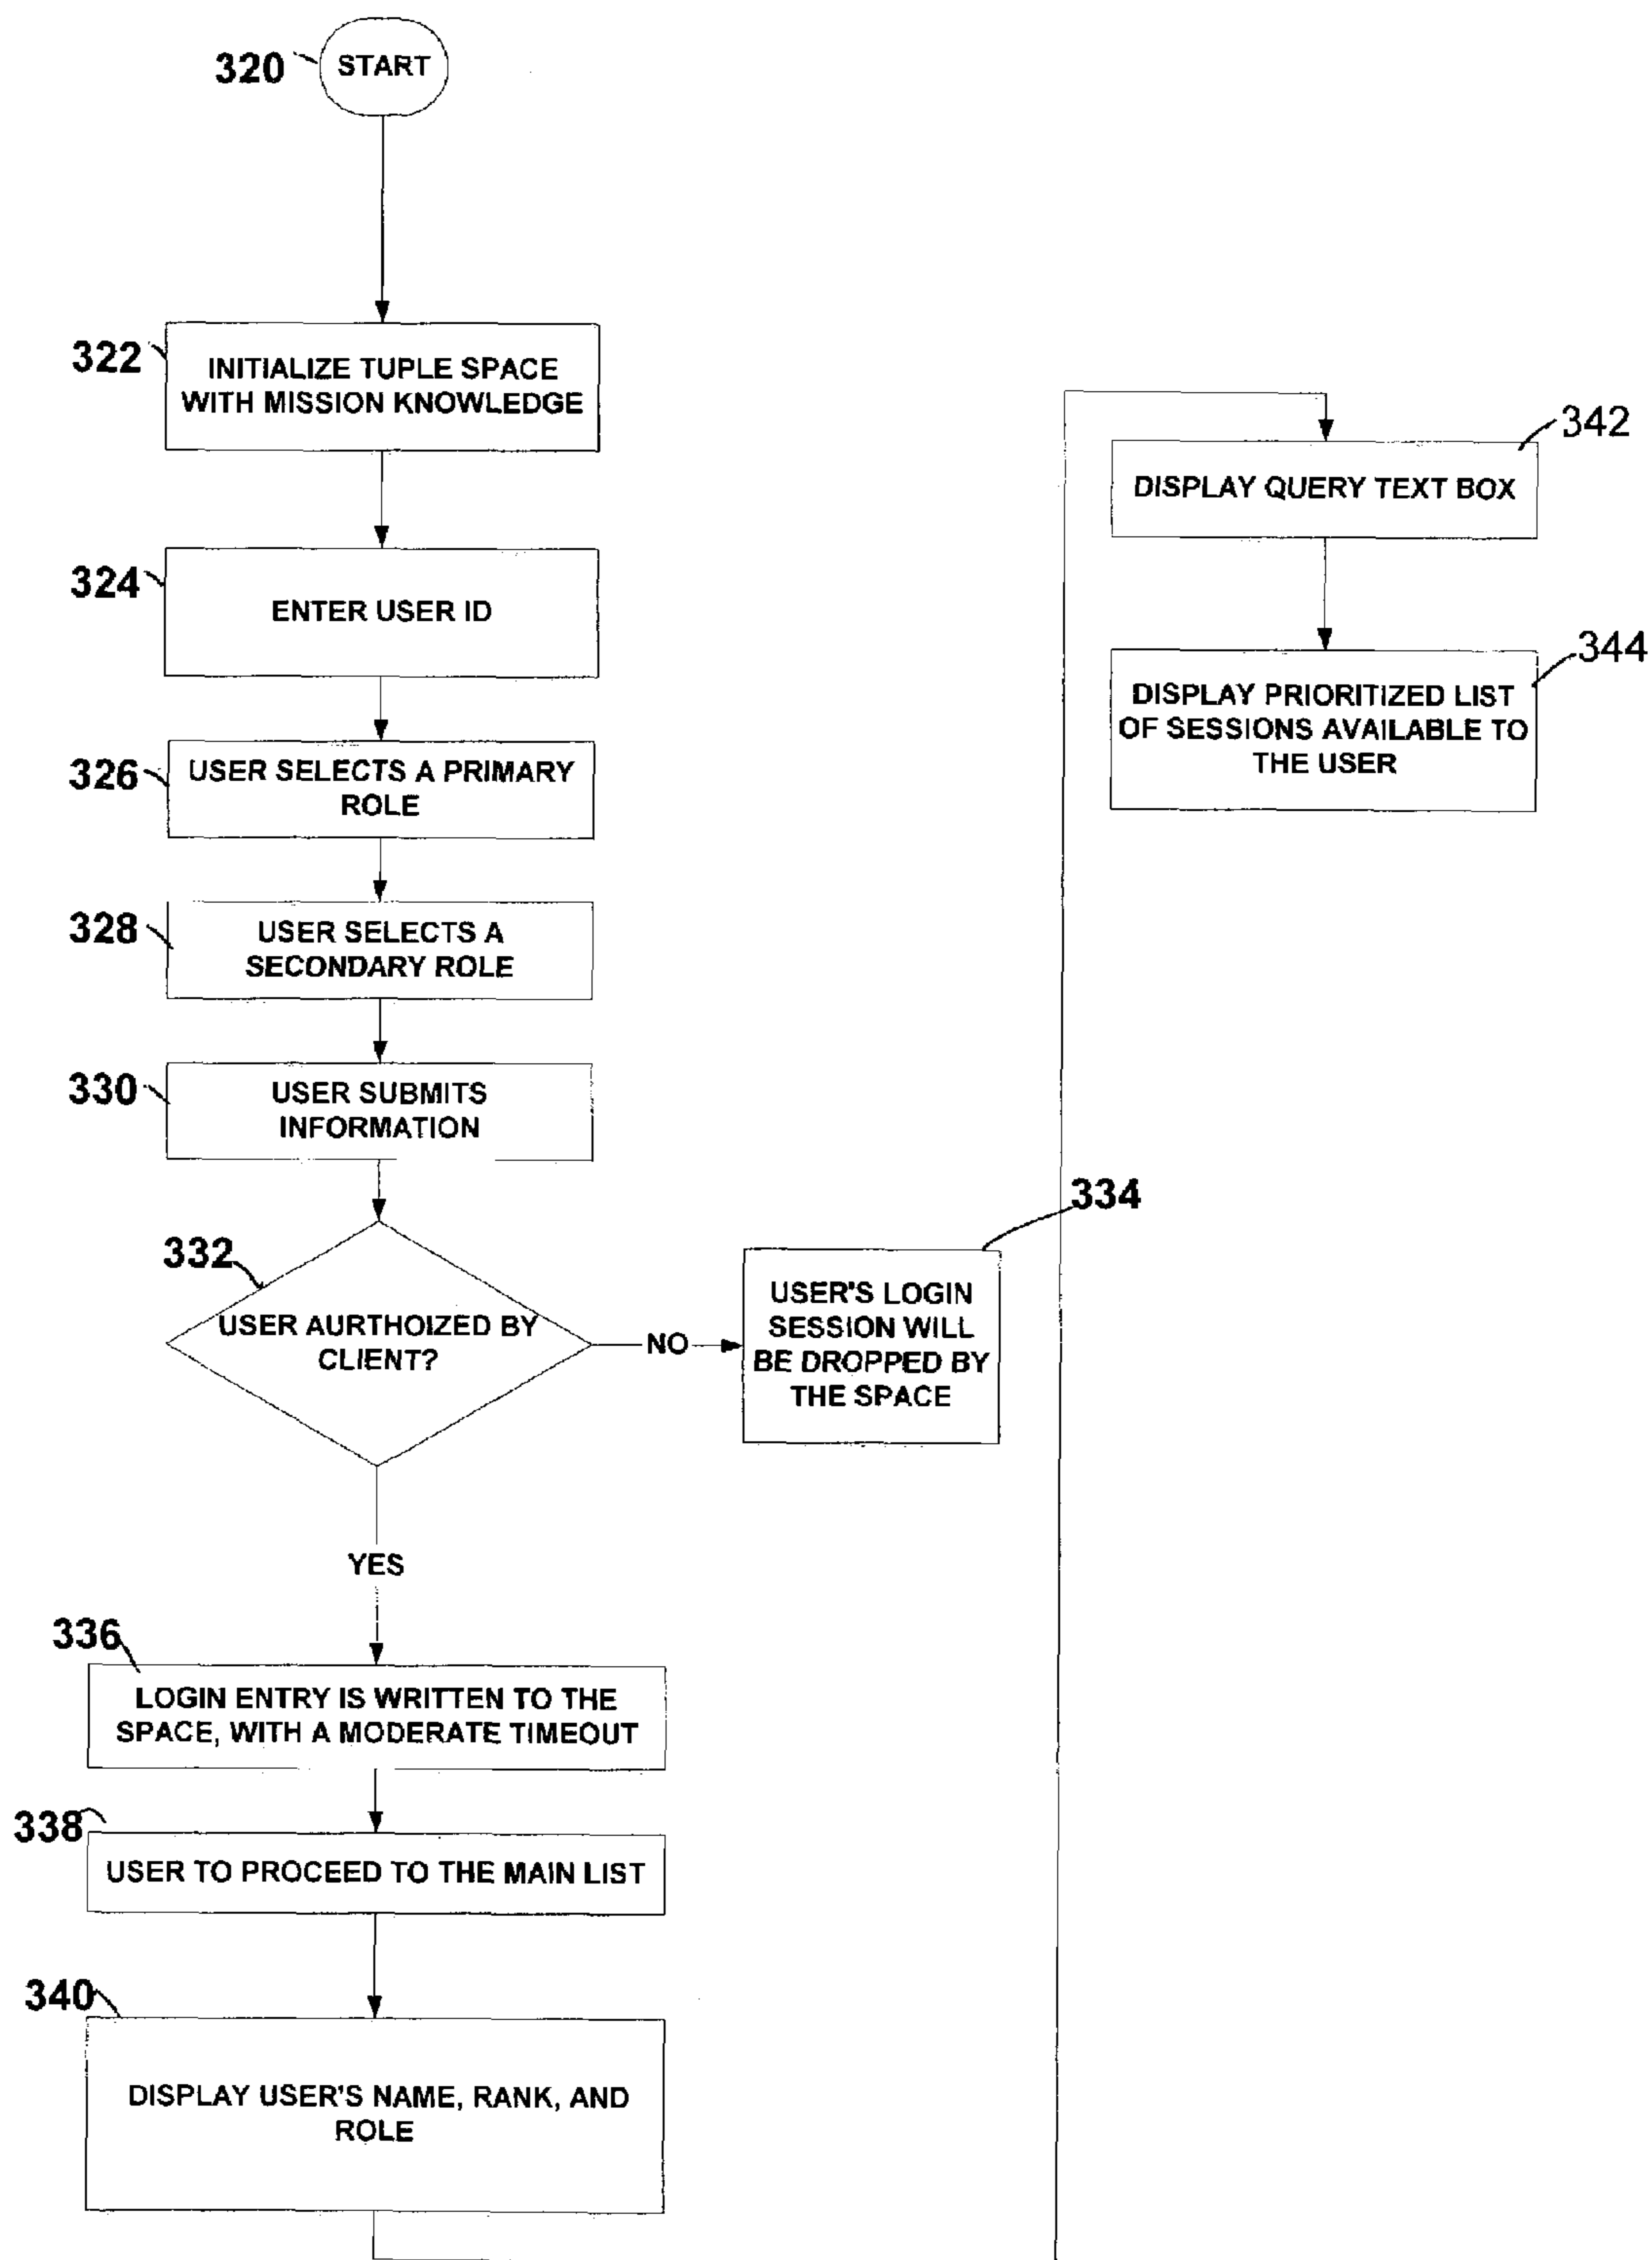 320
START
322
INITIALIZE TUPLE SPACE
WITH MISSION KNOWLEDGE
324
ENTER USER ID
326
USER SELECTS A PRIMARY
ROLE
328
USER SELECTS A
SECONDARY ROLE
330
USER SUBMITS
INFORMATION
332
USER AURTHOIZED BY
CLIENT?
NO
334
USER'S LOGIN
SESSION WILL
BE DROPPED BY
THE SPACE
YES
336
LOGIN ENTRY IS WRITTEN TO THE
SPACE, WITH A MODERATE TIMEOUT
338
USER TO PROCEED TO THE MAIN LIST
340
DISPLAY USER'S NAME, RANK, AND
ROLE
342
DISPLAY QUERY TEXT BOX
344
DISPLAY PRIORITIZED LIST
OF SESSIONS AVAILABLE TO
THE USER